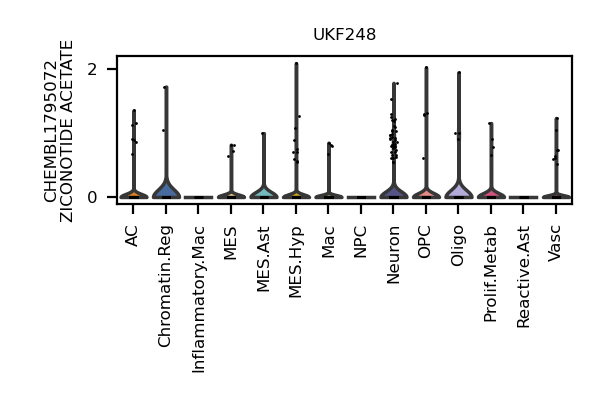 UKF248
CHEMBL1795072
ZICONOTIDE ACETATE
2
0
AC
Chromatin.Reg
Inflammatory.Mac
MES
MES.Ast
MES.Hyp
Mac
NPC
Neuron
OPC
Oligo
Prolif.Metab
Reactive.Ast
Vasc